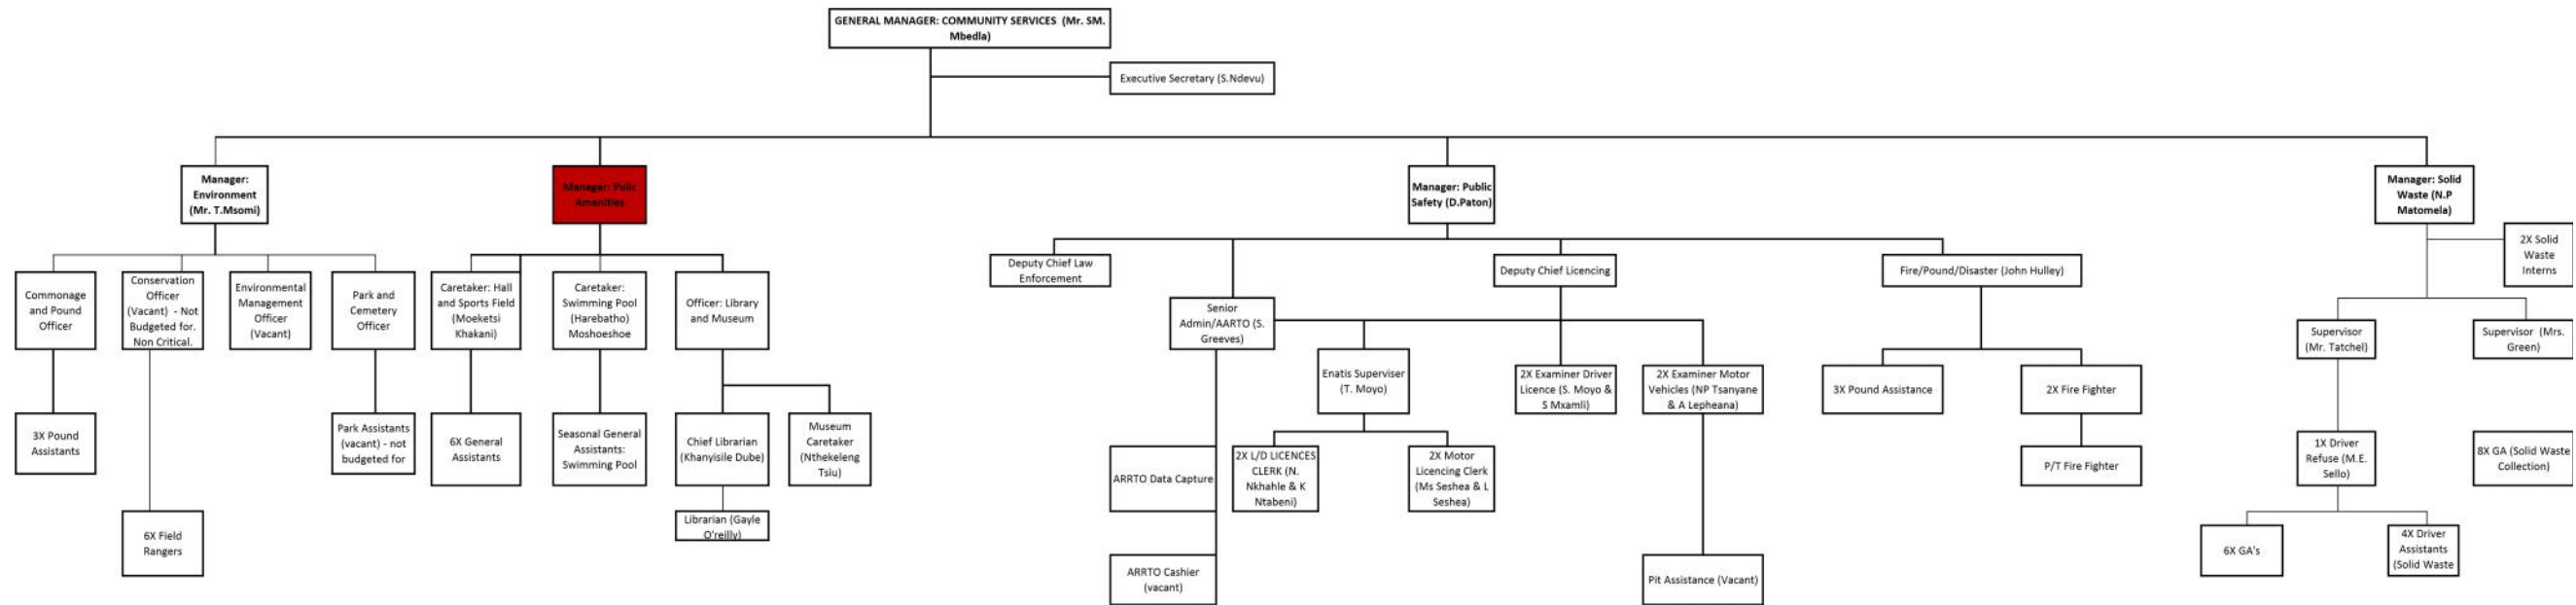 GENERAL MANAGER: COMMUNITY SERVICES (Mr. SM.
Mbedla)
Executive Secretary (S.Ndevu)
Manager:
Environment
(Mr. T.Msomi)
Manager: Pulic
Amenities
Manager: Public
Safety (D.Paton)
Manager: Solid
Waste (N.P
Matomela)
2X Solid
Waste
Interns
Commonage
and Pound
Officer
Conservation
Officer
(Vacant) - Not
Budgeted for.
Non Critical.
Environmental
Management
Officer
(Vacant)
Park and
Cemetery
Officer
Caretaker: Hall
and Sports Field
(Moeketsi
Khakani)
Caretaker:
Swimming Pool
(Harebatho)
Moshoeshoe
Officer: Library
and Museum
Deputy Chief Law
Enforcement
Senior
Admin/AARTO (S.
Greeves)
Deputy Chief Licencing
Fire/Pound/Disaster (John Hulley)
Supervisor
(Mr. Tatchel)
Supervisor (Mrs.
Green)
Enatis Superviser
(T. Moyo)
2X Examiner Driver
Licence (S. Moyo &
S Mxamli)
2X Examiner Motor
Vehicles (NP Tsanyane
& A Lepheana)
3X Pound Assistance
2X Fire Fighter
3X Pound
Assistants
Park Assistants
(vacant) - not
budgeted for
6X General
Assistants
Seasonal General
Assistants:
Swimming Pool
Chief Librarian
(Khanyisile Dube)
Museum
Caretaker
(Nthekeleng
Tsiu)
ARRTO Data Capture
2X L/D LICENCES
CLERK (N.
Nkhahle & K
Ntabeni)
2X Motor
Licencing Clerk
(Ms Seshea & L
Seshea)
P/T Fire Fighter
1X Driver
Refuse (M.E.
Sello)
8X GA (Solid Waste
Collection)
6X Field
Rangers
Librarian (Gayle
O'reilly)
ARRTO Cashier
(vacant)
Pit Assistance (Vacant)
6X GA's
4X Driver
Assistants
(Solid Waste